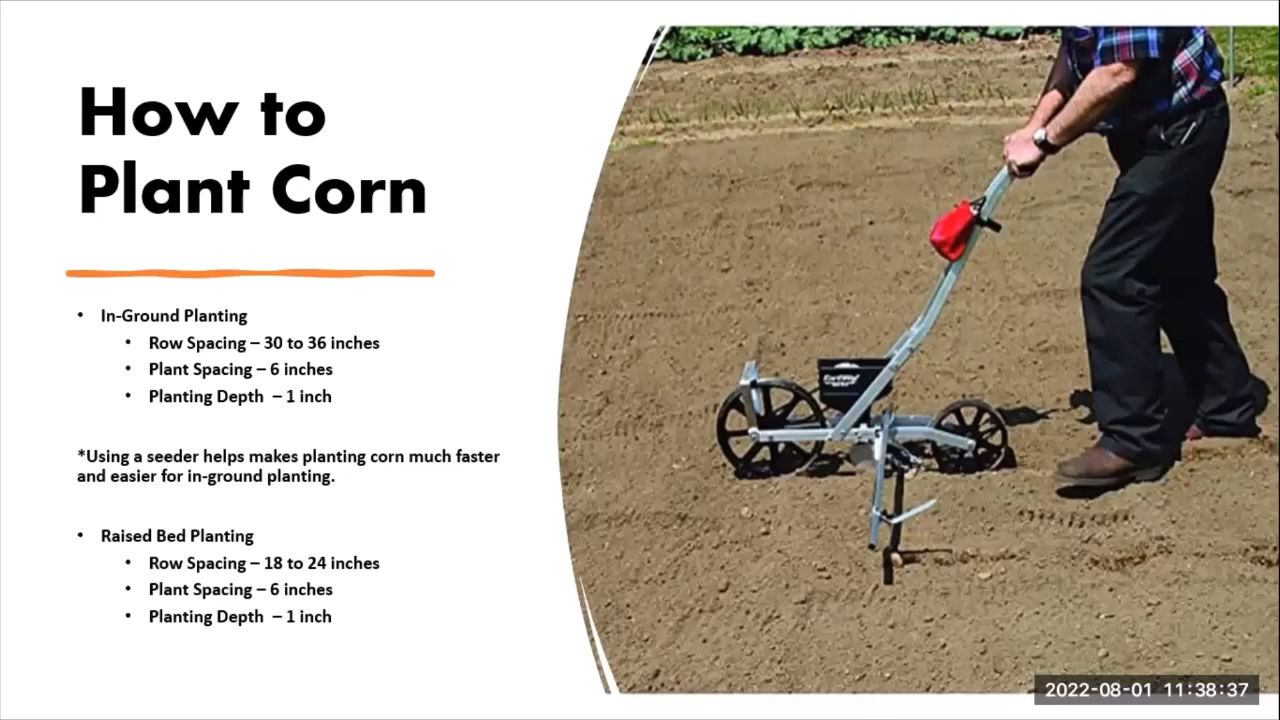 How to
Plant Corn
• In-Ground Planting
• Row Spacing – 30 to 36 inches
• Plant Spacing – 6 inches
• Planting Depth – 1 inch
*Using a seeder helps makes planting corn much faster
and easier for in-ground planting.
• Raised Bed Planting
• Row Spacing – 18 to 24 inches
• Plant Spacing – 6 inches
• Planting Depth – 1 inch
EarthWay
2022-08-01 11:38:37